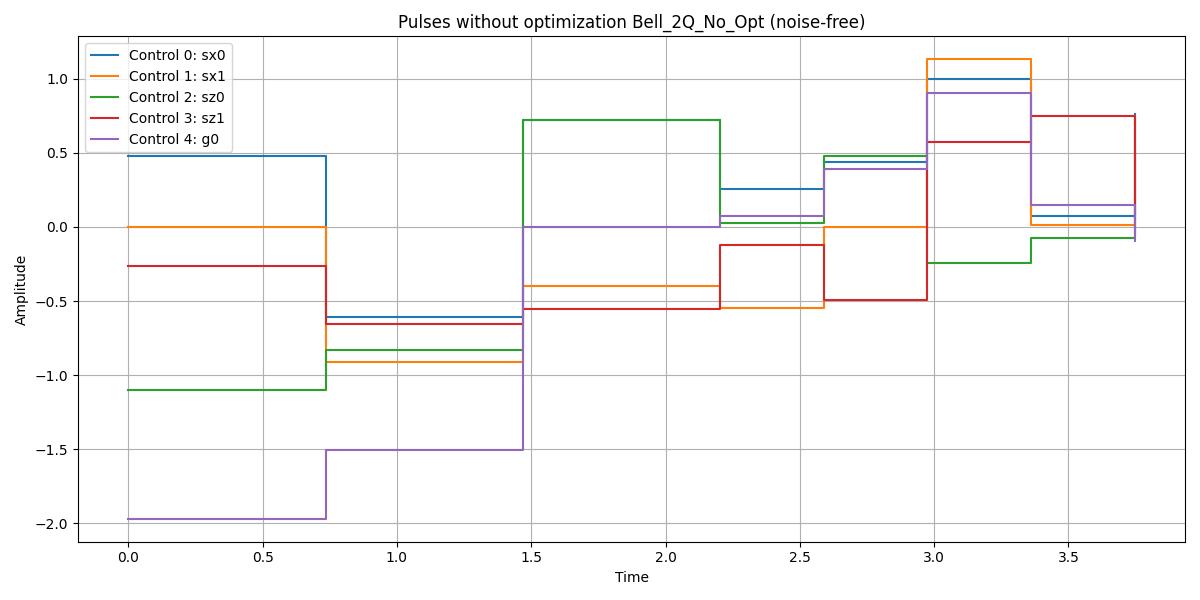 Pulses without optimization Bell_2Q_No_Opt (noise-free)
Control 0: sx0
Control 1: sx1
Control 2: sz0
Control 3: sz1
Control 4: g0
Amplitude
1.0
0.5
0.0
−0.5
−1.0
−1.5
−2.0
0.0 0.5 1.0 1.5 2.0 2.5 3.0 3.5
Time